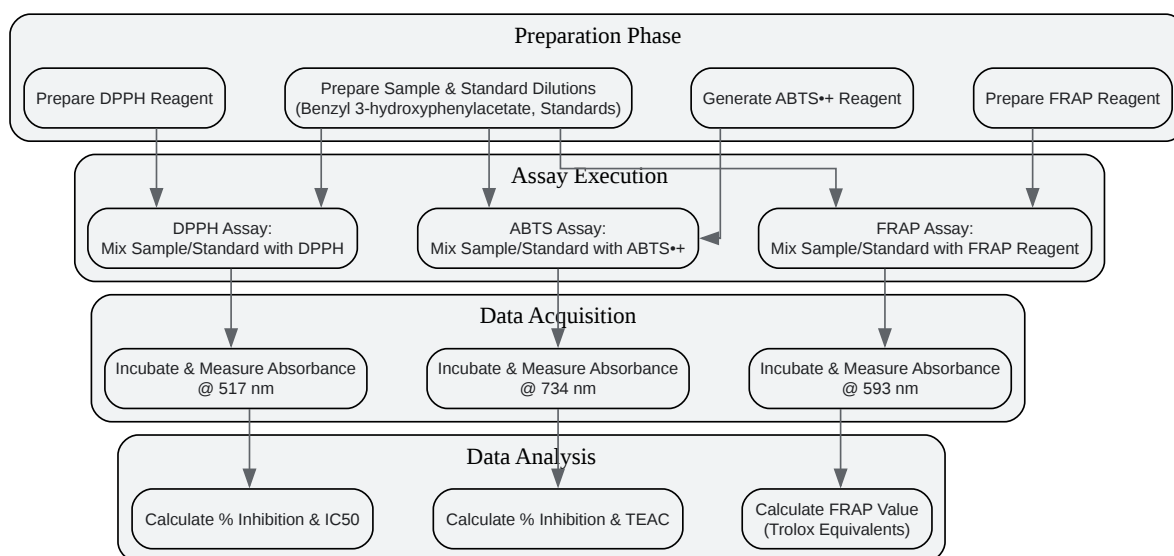 Preparation Phase
Prepare DPPH Reagent
Prepare Sample & Standard Dilutions
(Benzyl 3-hydroxyphenylacetate, Standards)
Generate ABTS•+ Reagent
Prepare FRAP Reagent
Assay Execution
DPPH Assay:
Mix Sample/Standard with DPPH
ABTS Assay:
Mix Sample/Standard with ABTS•+
FRAP Assay:
Mix Sample/Standard with FRAP Reagent
Data Acquisition
Incubate & Measure Absorbance
@ 517 nm
Incubate & Measure Absorbance
@ 734 nm
Incubate & Measure Absorbance
@ 593 nm
Data Analysis
Calculate % Inhibition & IC50
Calculate % Inhibition & TEAC
Calculate FRAP Value
(Trolox Equivalents)